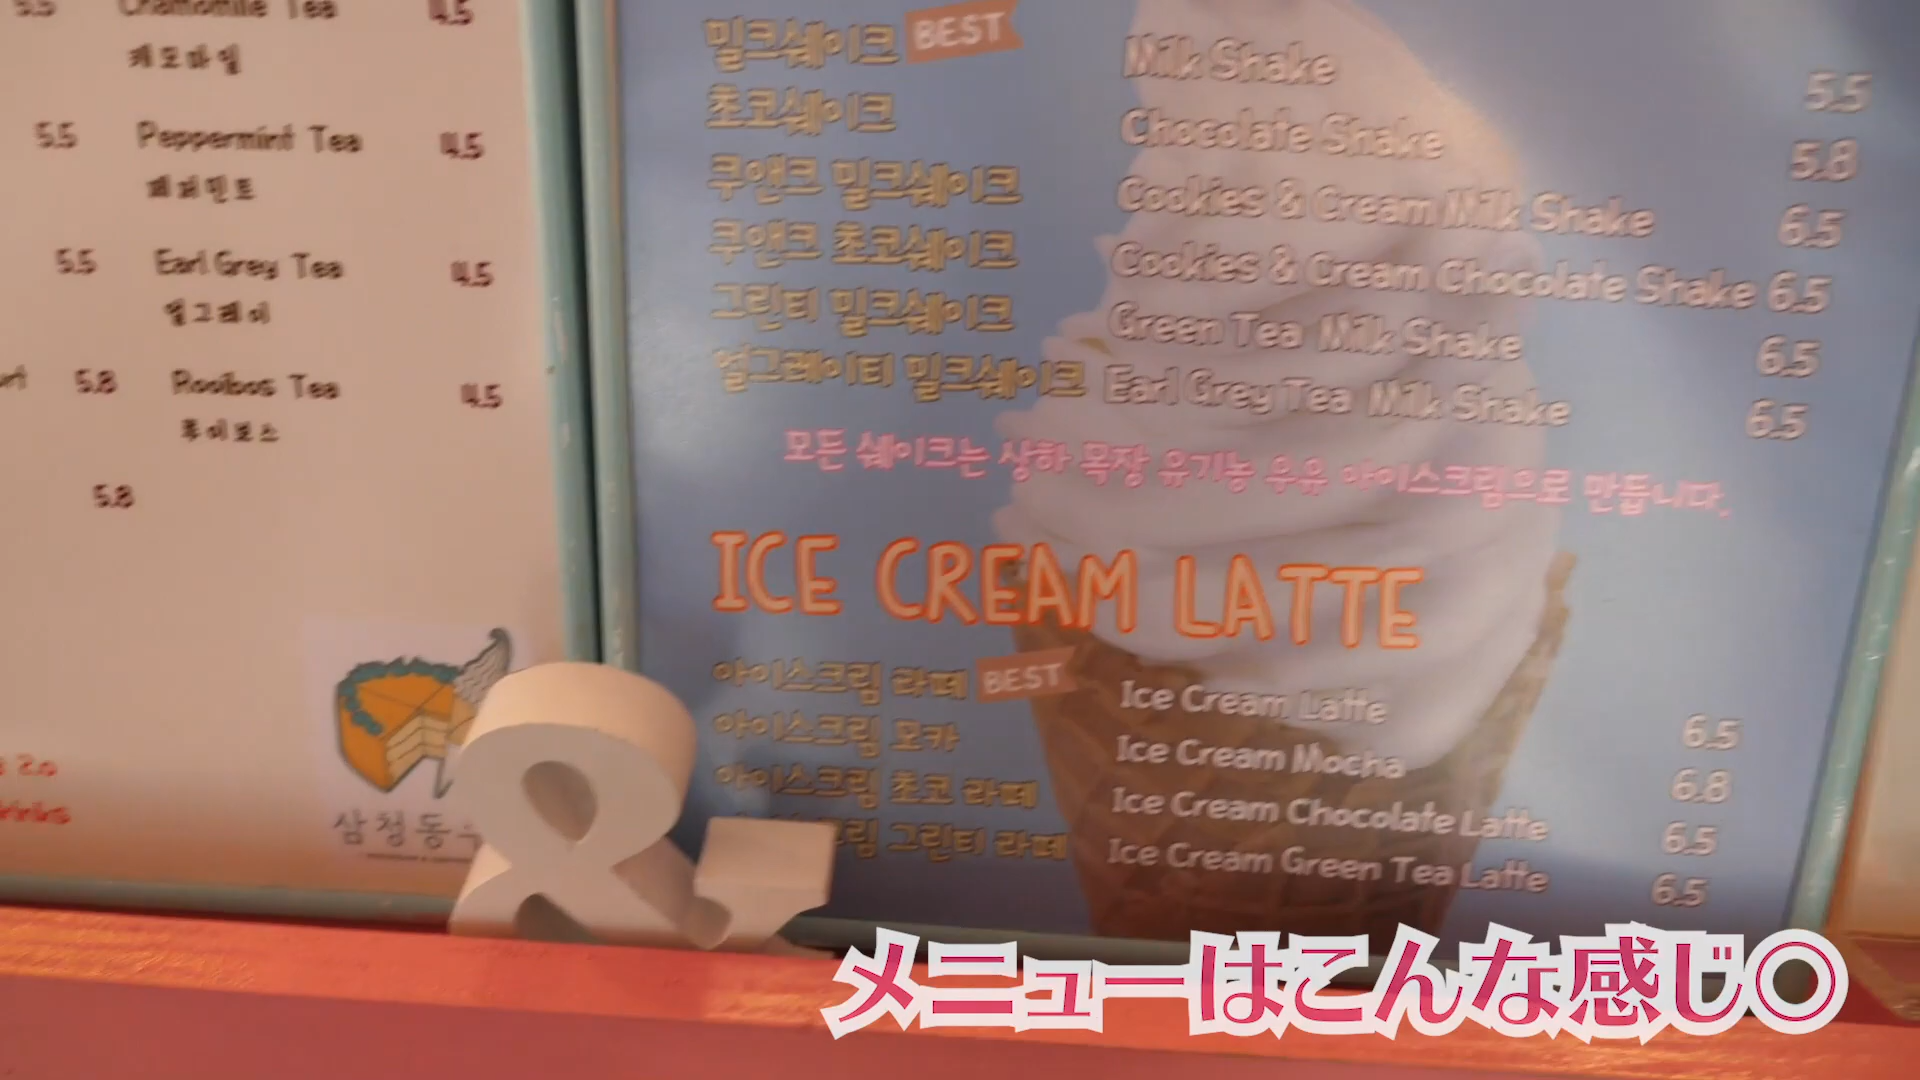 5.5 Chamomile Tea 4.5
캐모마일
5.5 Peppermint Tea 4.5
페퍼민트
5.5 Earl Grey Tea 4.5
얼그레이
5.8 Rooibos Tea 4.5
루이보스
5.8
삼청동
밀크쉐이크 BEST Milk Shake 5.5
초코쉐이크 Chocolate Shake 5.8
쿠앤크 밀크쉐이크 Cookies & Cream Milk Shake 6.5
쿠앤크 초코쉐이크 Cookies & Cream Chocolate Shake 6.5
그린티 밀크쉐이크 Green Tea Milk Shake 6.5
얼그레이티 밀크쉐이크 Earl Grey Tea Milk Shake 6.5
모든 쉐이크는 상하 목장 유기농 우유 아이스크림으로 만듭니다.
ICE CREAM LATTE
아이스크림 라떼 BEST Ice Cream Latte 6.5
아이스크림 모카 Ice Cream Mocha 6.8
아이스크림 초코 라떼 Ice Cream Chocolate Latte 6.5
그린티 라떼 Ice Cream Green Tea Latte 6.5
&
メニューはこんな感じ◎